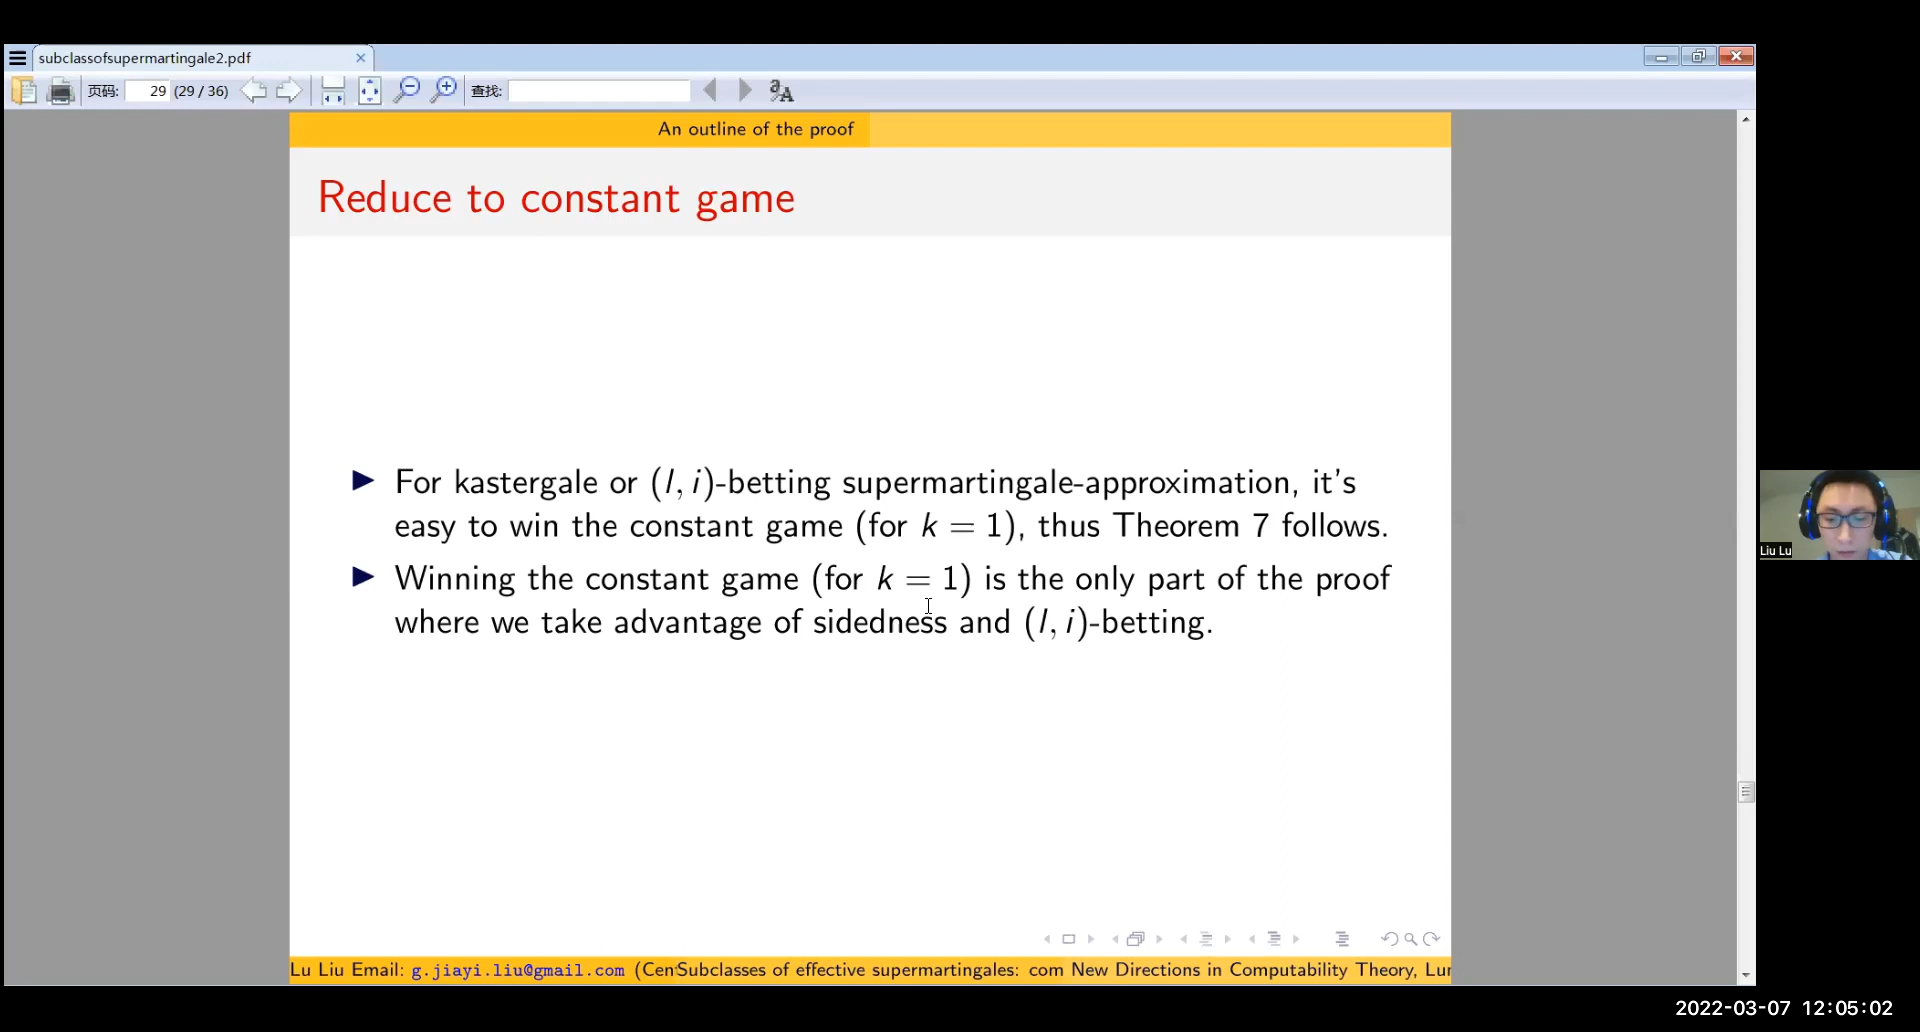 subclassofsupermartingale2.pdf
页码: 29 (29 / 36) 查找:
An outline of the proof
Reduce to constant game
For kastergale or (l, i)-betting supermartingale-approximation, it's
easy to win the constant game (for k = 1), thus Theorem 7 follows.
Winning the constant game (for k = 1) is the only part of the proof
where we take advantage of sidedness and (l, i)-betting.
Liu Lu
Lu Liu Email: g.jiayi.liu@gmail.com (Cen Subclasses of effective supermartingales: com New Directions in Computability Theory, Lur
2022-03-07 12:05:02